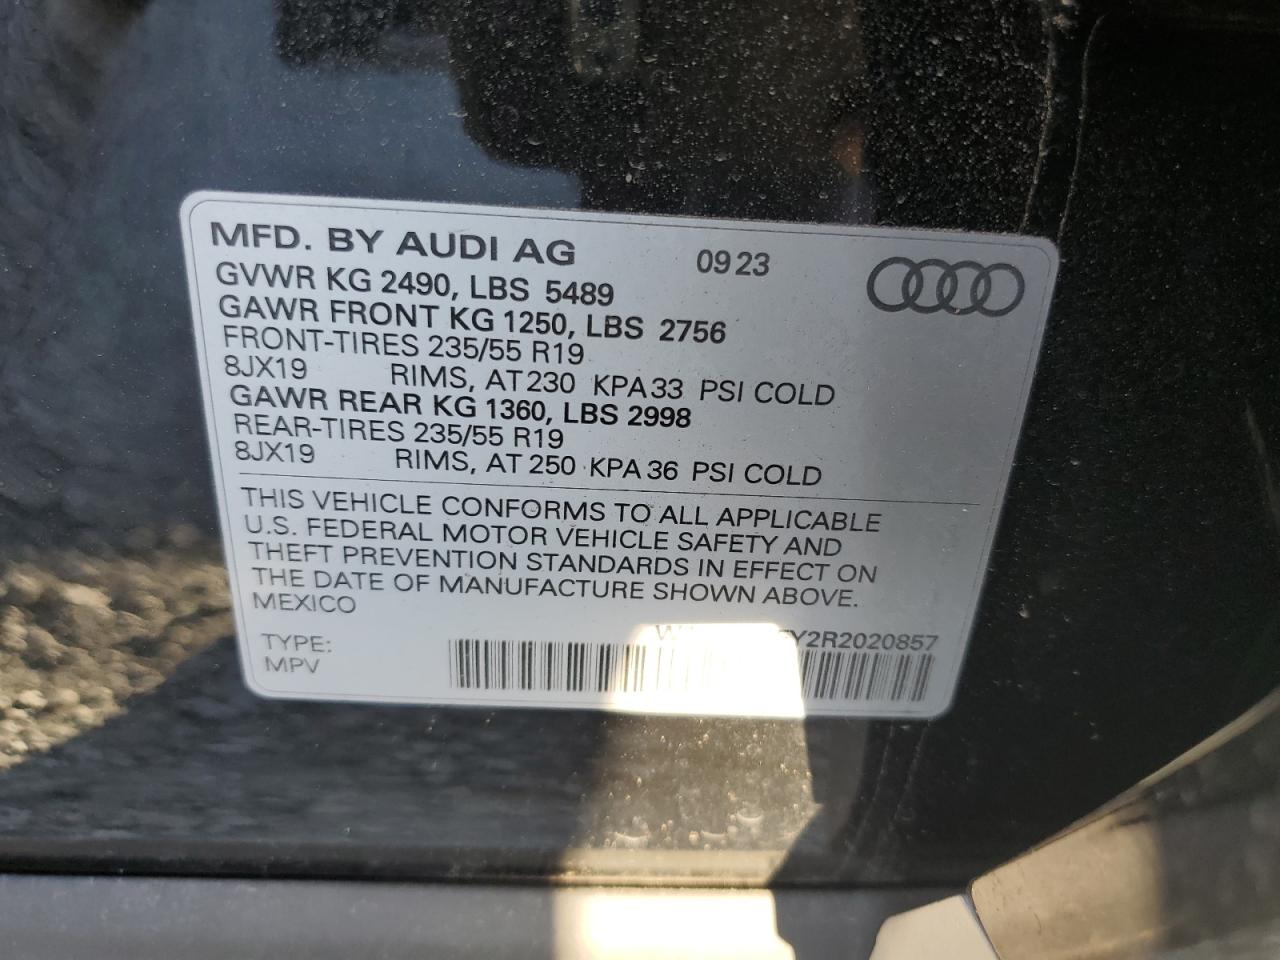 MFD. BY AUDI AG 09 23
GVWR KG 2490, LBS 5489
GAWR FRONT KG 1250, LBS 2756
FRONT-TIRES 235/55 R19
8JX19 RIMS, AT 230 KPA 33 PSI COLD
GAWR REAR KG 1360, LBS 2998
REAR-TIRES 235/55 R19
8JX19 RIMS, AT 250 KPA 36 PSI COLD
THIS VEHICLE CONFORMS TO ALL APPLICABLE
U.S. FEDERAL MOTOR VEHICLE SAFETY AND
THEFT PREVENTION STANDARDS IN EFFECT ON
THE DATE OF MANUFACTURE SHOWN ABOVE.
MEXICO
TYPE:
MPV